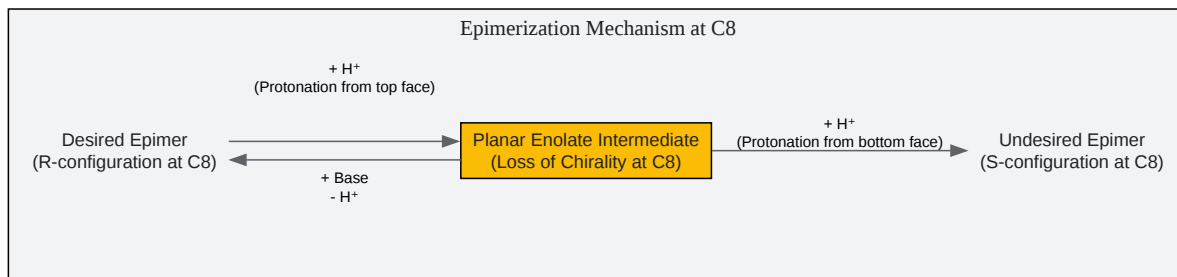 Epimerization Mechanism at C8
+ H⁺
(Protonation from top face)
Desired Epimer
(R-configuration at C8)
+ Base
- H⁺
Planar Enolate Intermediate
(Loss of Chirality at C8)
+ H⁺
(Protonation from bottom face)
Undesired Epimer
(S-configuration at C8)